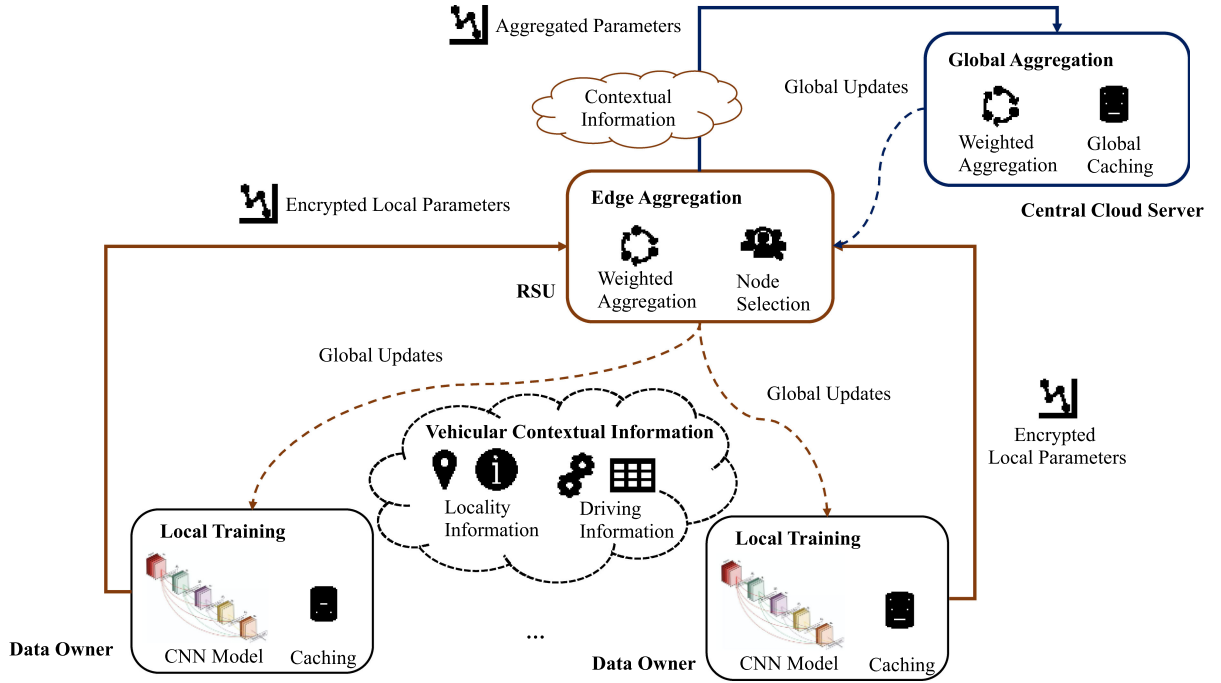 Aggregated Parameters
Global Aggregation
Global Updates
Contextual
Information
Weighted
Aggregation
Global
Caching
Central Cloud Server
Encrypted Local Parameters
Edge Aggregation
Weighted
Aggregation
Node
Selection
RSU
Global Updates
Global Updates
Encrypted
Local Parameters
Vehicular Contextual Information
Locality
Information
Driving
Information
Local Training
CNN Model
Caching
Data Owner
...
Local Training
CNN Model
Caching
Data Owner